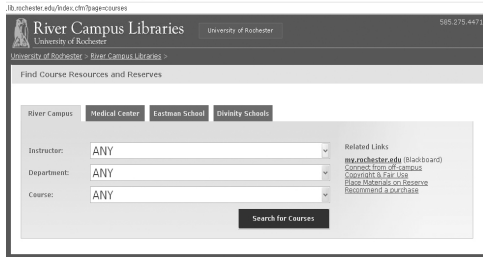 ,lib.rochester.edu/index.cfm?page=courses
River Campus Libraries
University of Rochester
University of Rochester
585.275.4471
University of Rochester > River Campus Libraries >
Find Course Resources and Reserves
River Campus Medical Center Eastman School Divinity Schools
Instructor: ANY
Department: ANY
Course: ANY
Search for Courses
Related Links
my.rochester.edu (Blackboard)
Connect from off-campus
Copyright & Fair Use
Place Materials on Reserve
Recommend a purchase